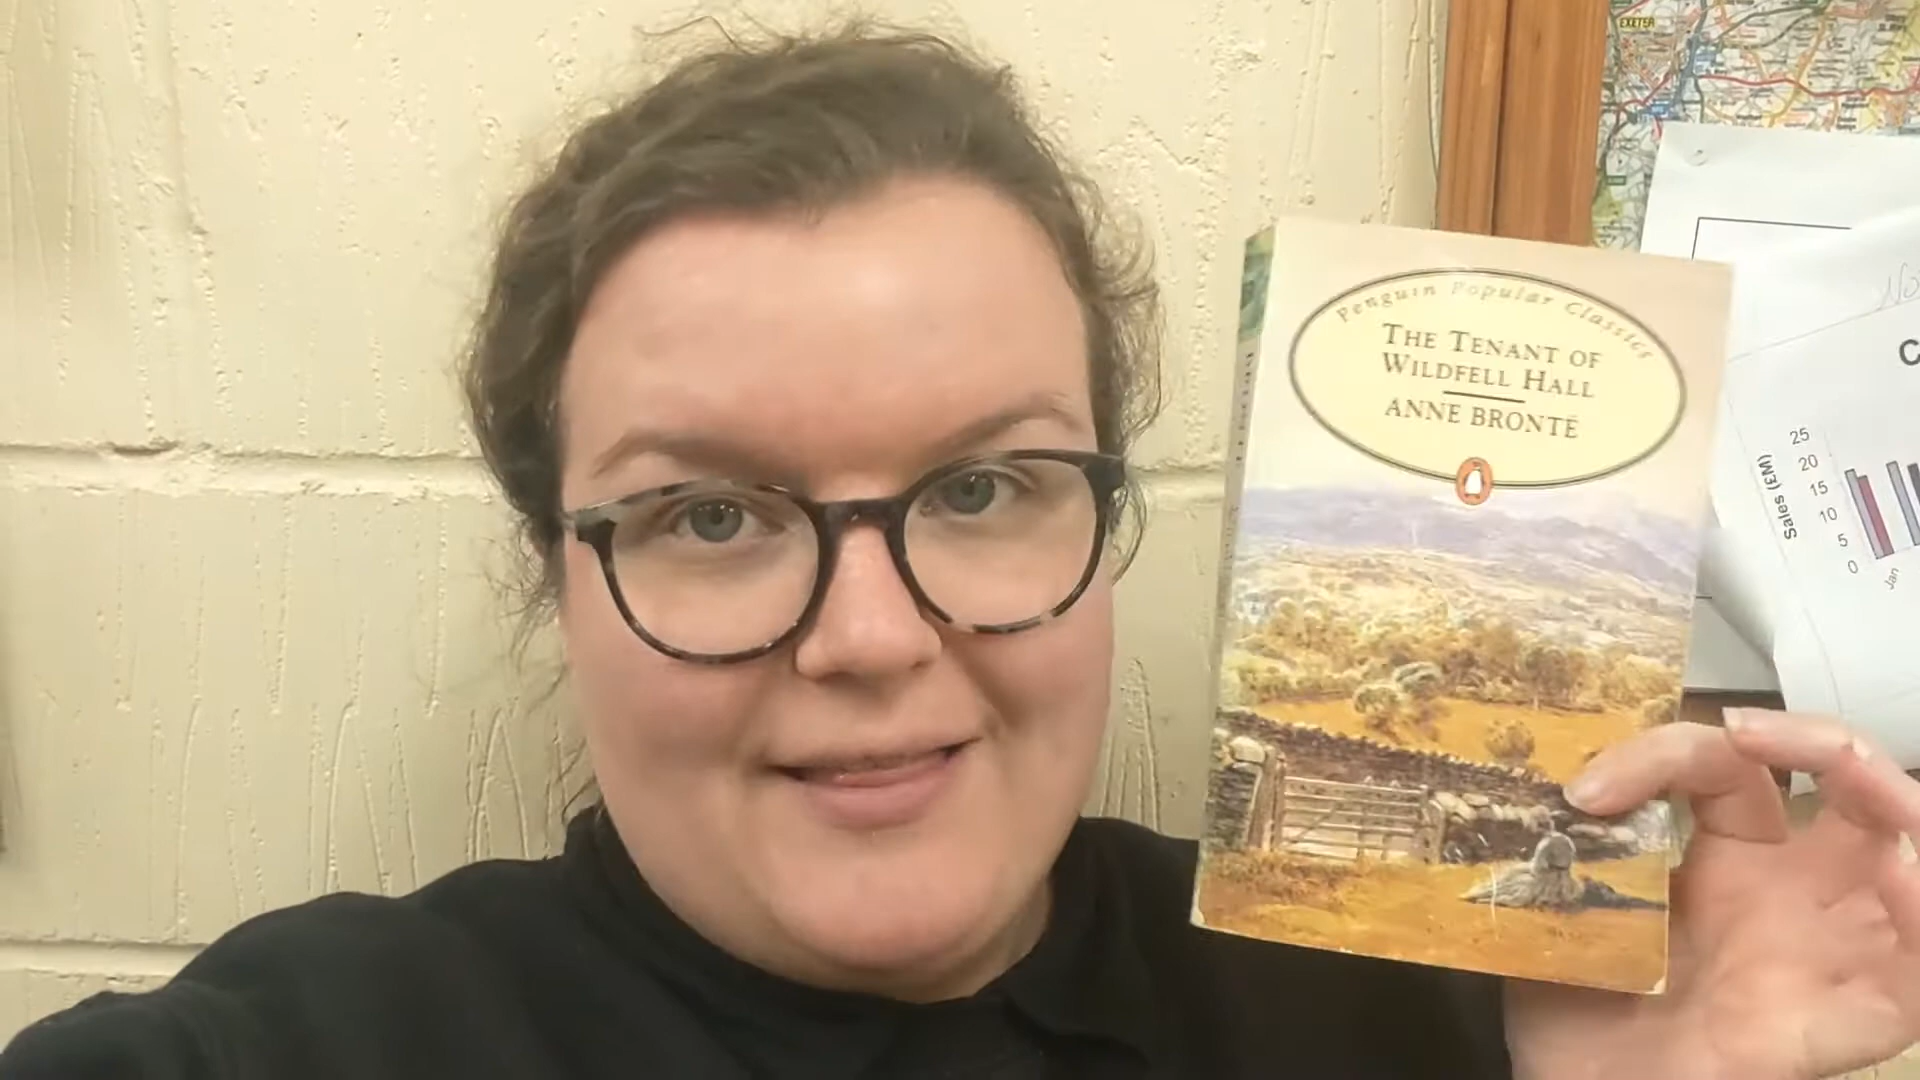 Penguin Popular Classics
THE TENANT OF
WILDFELL HALL
ANNE BRONTË
EXETER
No
C
Sales (£M)
25
20
15
10
5
0
Jan